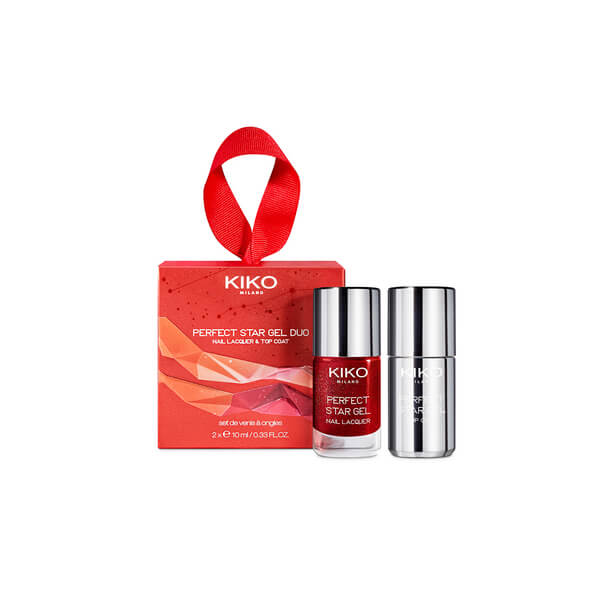 KIKO
MILANO
PERFECT STAR GEL DUO
NAIL LACQUER & TOP COAT
set de vernis à ongles
2 x ℮ 10 ml / 0.33 FL.OZ.
KIKO
MILANO
PERFECT
STAR GEL
NAIL LACQUER
KIKO
MILANO